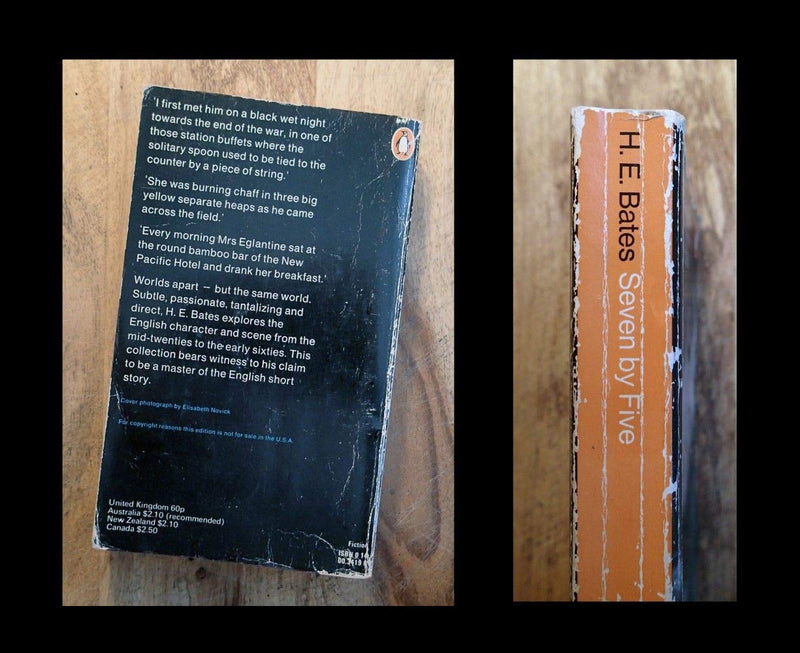 'I first met him on a black wet night
towards the end of the war, in one of
those station buffets where the
solitary spoon used to be tied to the
counter by a piece of string.'
'She was burning chaff in three big
yellow separate heaps as he came
across the field.'
'Every morning Mrs Eglantine sat at
the round bamboo bar of the New
Pacific Hotel and drank her breakfast.'
Worlds apart – but the same world.
Subtle, passionate, tantalizing and
direct, H. E. Bates explores the
English character and scene from the
mid-twenties to the early sixties. This
collection bears witness to his claim
to be a master of the English short
story.
Cover photograph by Elisabeth Novick
For copyright reasons this edition is not for sale in the U.S.A.
United Kingdom 60p
Australia $2.10 (recommended)
New Zealand $2.10
Canada $2.50
Fiction
ISBN 0 14
H. E. Bates Seven by Five